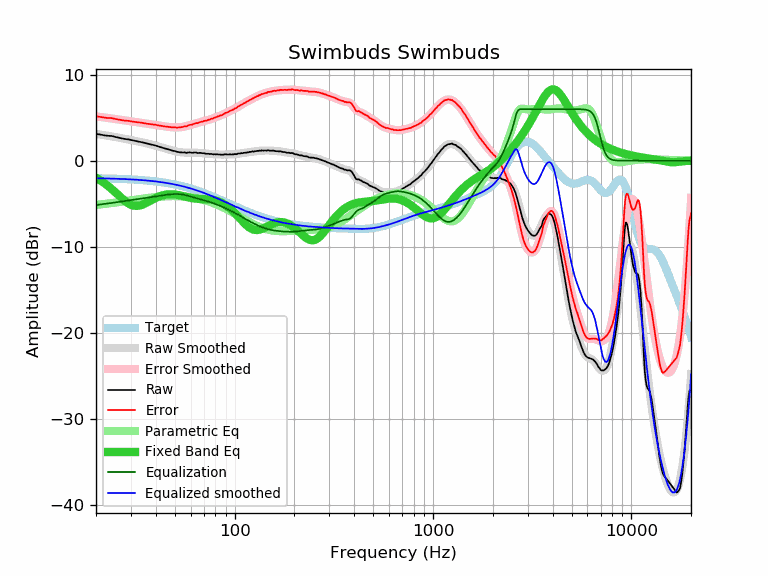 Swimbuds Swimbuds
Amplitude (dBr)
10
0
−10
−20
−30
−40
Target
Raw Smoothed
Error Smoothed
Raw
Error
Parametric Eq
Fixed Band Eq
Equalization
Equalized smoothed
100
1000
10000
Frequency (Hz)